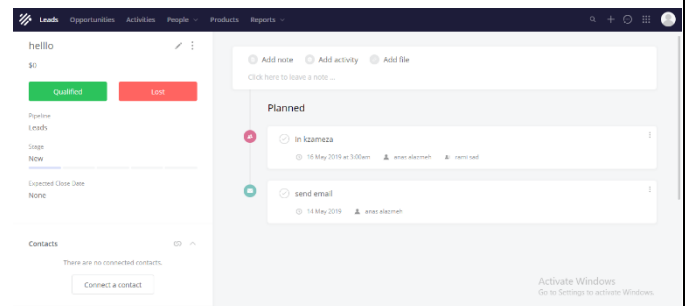 Leads Opportunities Activities People Products Reports
helllo
$0
Qualified Lost
Pipeline
Leads
Stage
New
Expected Close Date
None
Contacts
There are no connected contacts.
Connect a contact
Add note Add activity Add file
Click here to leave a note ...
Planned
in kzameza
16 May 2019 at 3:00am anas alazmeh rami sad
send email
14 May 2019 anas alazmeh
Activate Windows
Go to Settings to activate Windows.